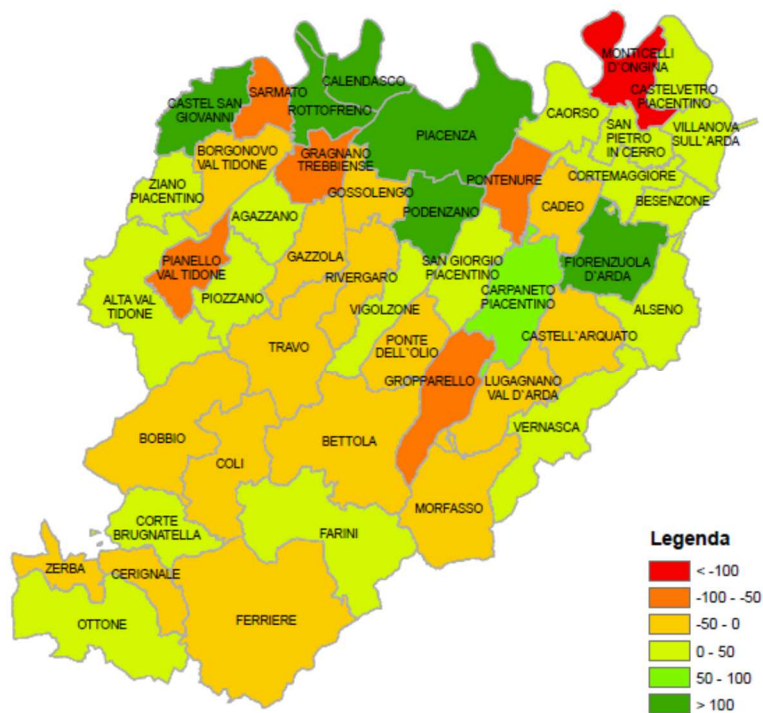 MONTICELLI
D'ONGINA
CALENDASCO
SARMATO
CASTEL SAN
GIOVANNI
ROTTOFRENO
CASTELVETRO
PIACENTINO
CAORSO
PIACENZA
SAN
PIETRO
IN CERRO
VILLANOVA
SULL'ARDA
BORGONOVO
VAL TIDONE
GRAGNANO
TREBBIENSE
ZIANO
PIACENTINO
GOSSOLENGO
PONTENURE
CORTEMAGGIORE
CADEO
BESENZONE
AGAZZANO
PODENZANO
GAZZOLA
PIANELLO
VAL TIDONE
SAN GIORGIO
PIACENTINO
FIORENZUOLA
D'ARDA
RIVERGARO
CARPANETO
PIACENTINO
ALTA VAL
TIDONE
PIOZZANO
VIGOLZONE
ALSENO
TRAVO
PONTE
DELL'OLIO
CASTELL'ARQUATO
GROPPARELLO
LUGAGNANO
VAL D'ARDA
VERNASCA
BOBBIO
BETTOLA
COLI
MORFASSO
CORTE
BRUGNATELLA
FARINI
ZERBA
CERIGNALE
OTTONE
FERRIERE
Legenda
< -100
-100 - -50
-50 - 0
0 - 50
50 - 100
> 100